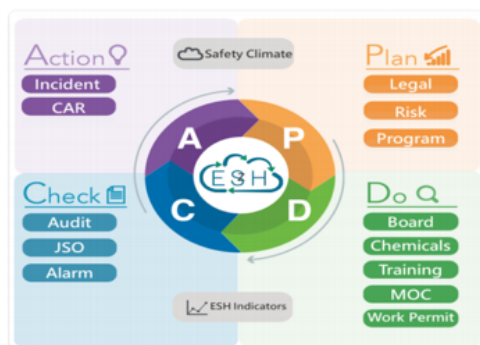 Action
Incident
CAR
Safety Climate
Plan
Legal
Risk
Program
A
P
ESH
C
D
Check
Audit
JSO
Alarm
Do
Board
Chemicals
Training
MOC
Work Permit
ESH Indicators